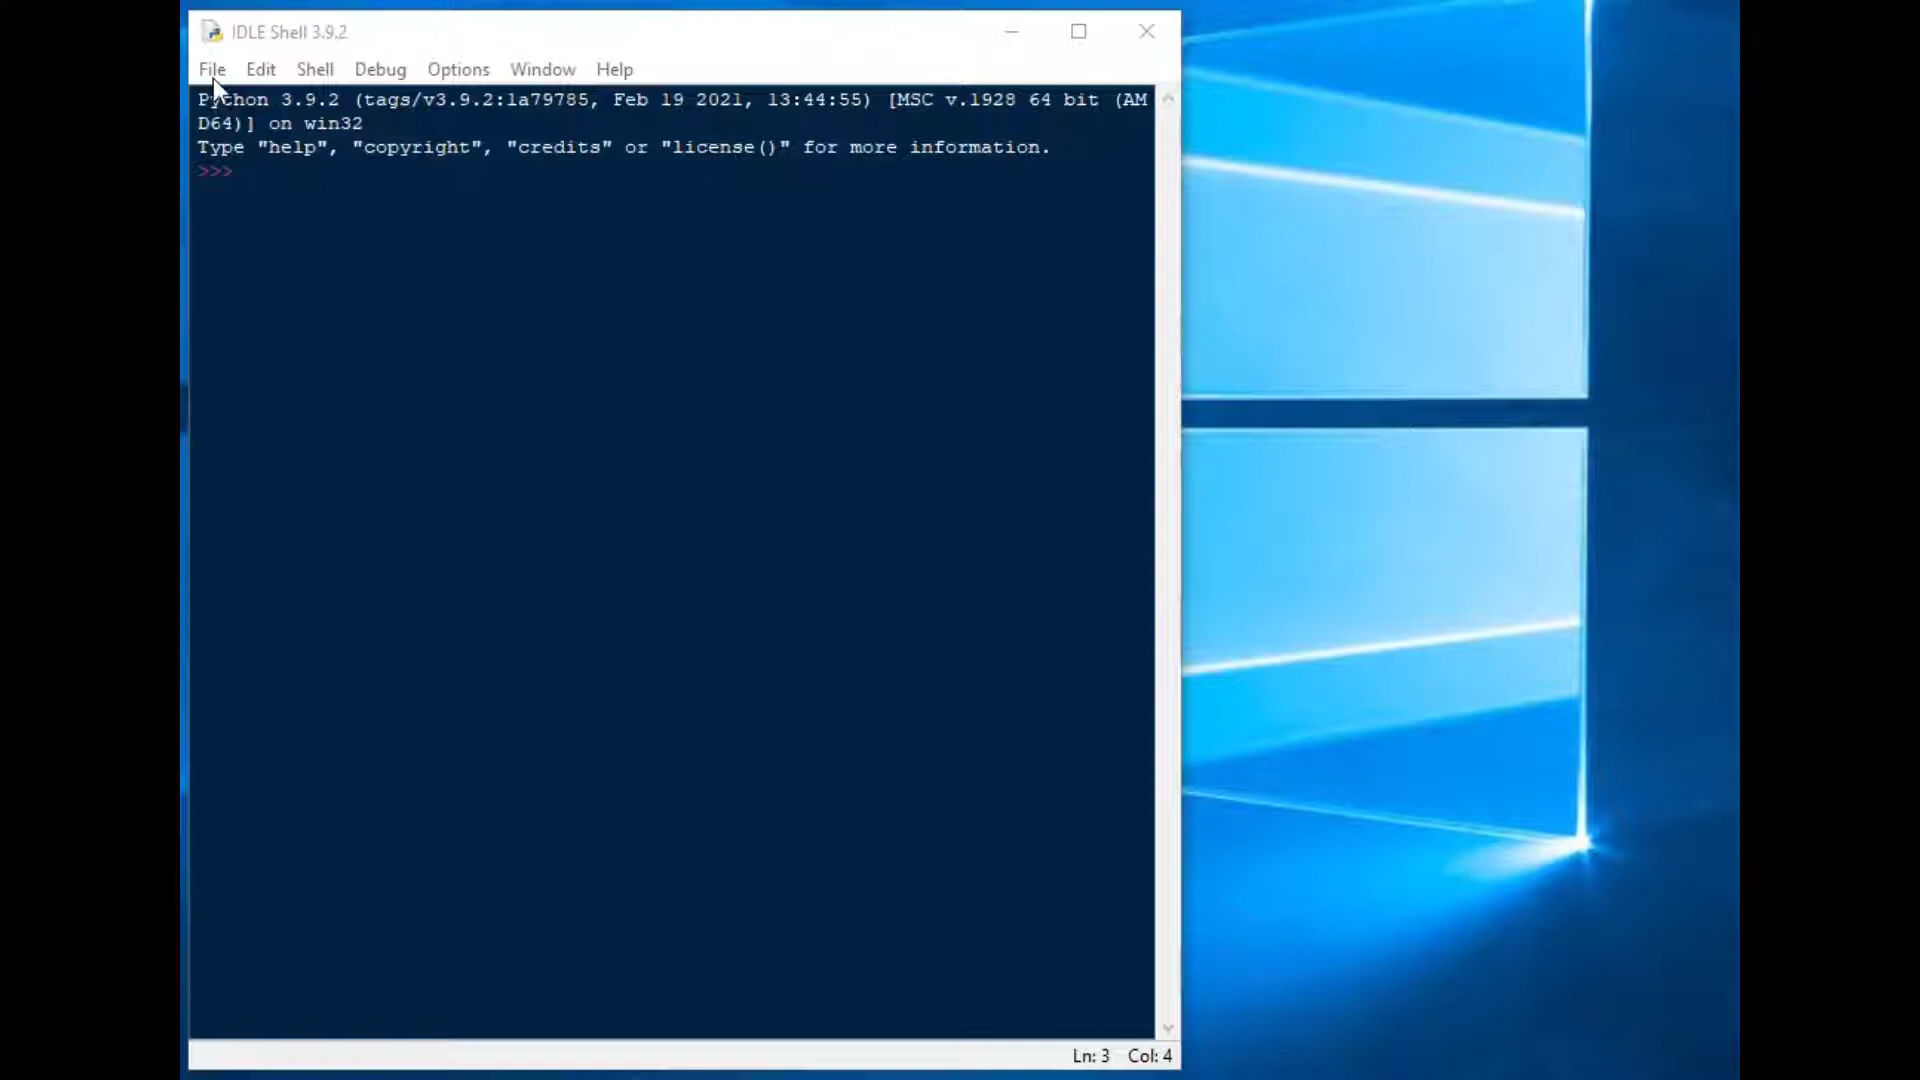 IDLE Shell 3.9.2
File Edit Shell Debug Options Window Help
Python 3.9.2 (tags/v3.9.2:1a79785, Feb 19 2021, 13:44:55) [MSC v.1928 64 bit (AM
D64)] on win32
Type "help", "copyright", "credits" or "license()" for more information.
>>>
Ln: 3 Col: 4